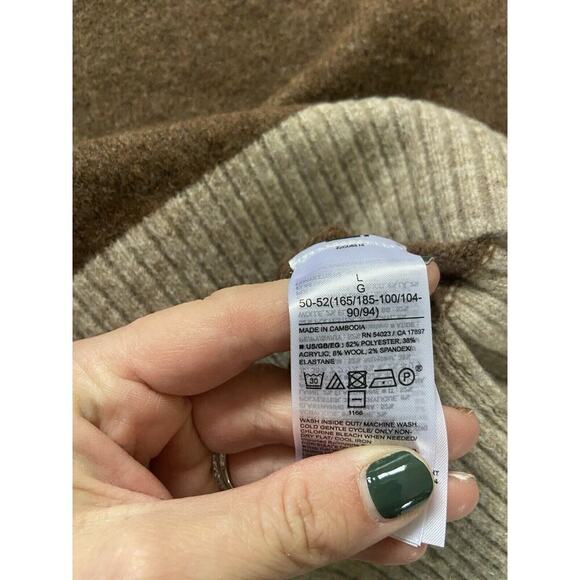 L
G
50-52(165/185-100/104-
90/94)
MADE IN CAMBODIA
RN 54023 / CA 17897
■ US/GB/EG : 52% POLYESTER, 38%
ACRYLIC, 8% WOOL, 2% SPANDEX/
ELASTANE
30
P
1166
WASH INSIDE OUT/ MACHINE WASH
COLD GENTLE CYCLE/ ONLY NON-
CHLORINE BLEACH WHEN NEEDED/
DRY FLAT/ COOL IRON